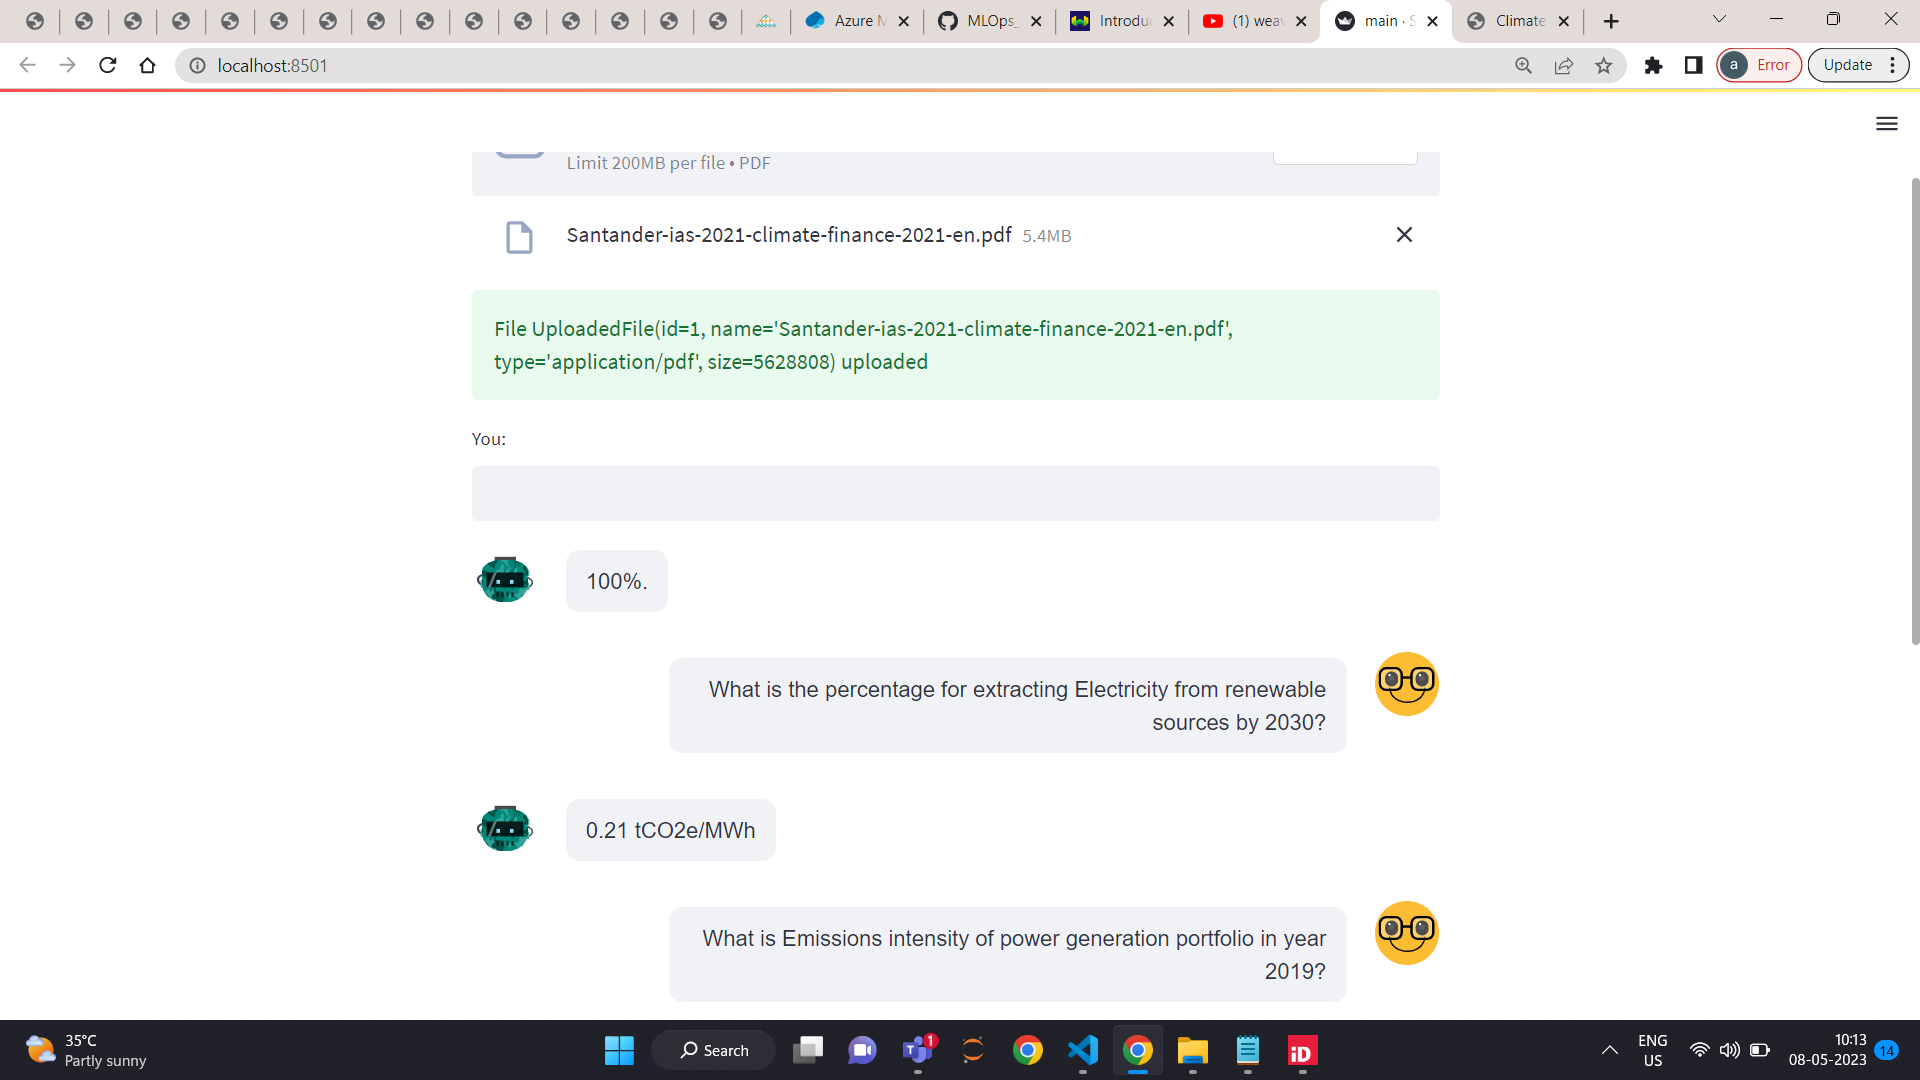 Azure M
MLOps_
Introduc
(1) weav
main · S
Climate
localhost:8501
a
Error
Update
Limit 200MB per file • PDF
Santander-ias-2021-climate-finance-2021-en.pdf 5.4MB
File UploadedFile(id=1, name='Santander-ias-2021-climate-finance-2021-en.pdf',
type='application/pdf', size=5628808) uploaded
You:
100%.
What is the percentage for extracting Electricity from renewable
sources by 2030?
0.21 tCO2e/MWh
What is Emissions intensity of power generation portfolio in year
2019?
35°C
Partly sunny
Search
1
T
iD
ENG
US
10:13
08-05-2023
14